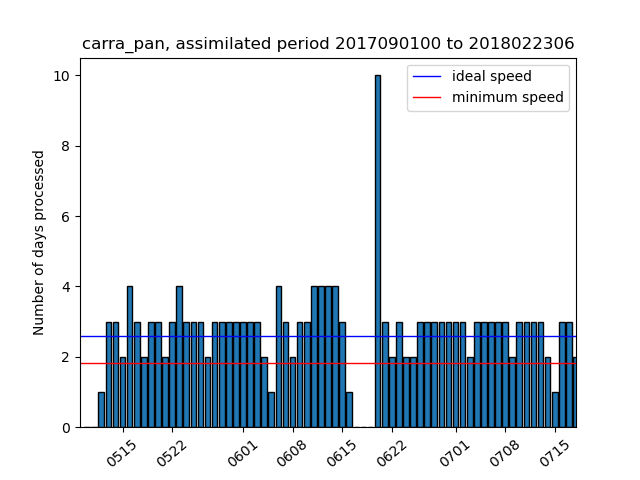 carra_pan, assimilated period 2017090100 to 2018022306
ideal speed
minimum speed
Number of days processed
10
8
6
4
2
0
0515 0522 0601 0608 0615 0622 0701 0708 0715